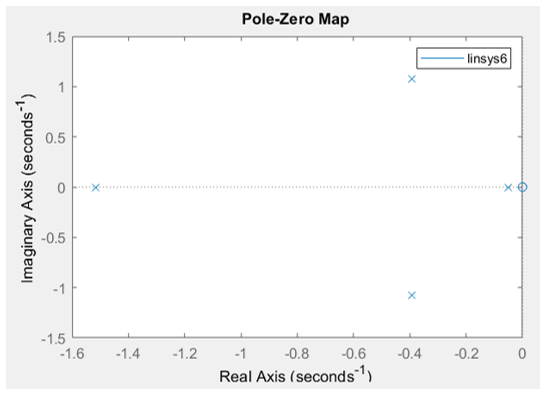 Pole-Zero Map
linsys6
1.5
1
0.5
0
-0.5
-1
-1.5
Imaginary Axis (seconds⁻¹)
-1.6 -1.4 -1.2 -1 -0.8 -0.6 -0.4 -0.2 0
Real Axis (seconds⁻¹)